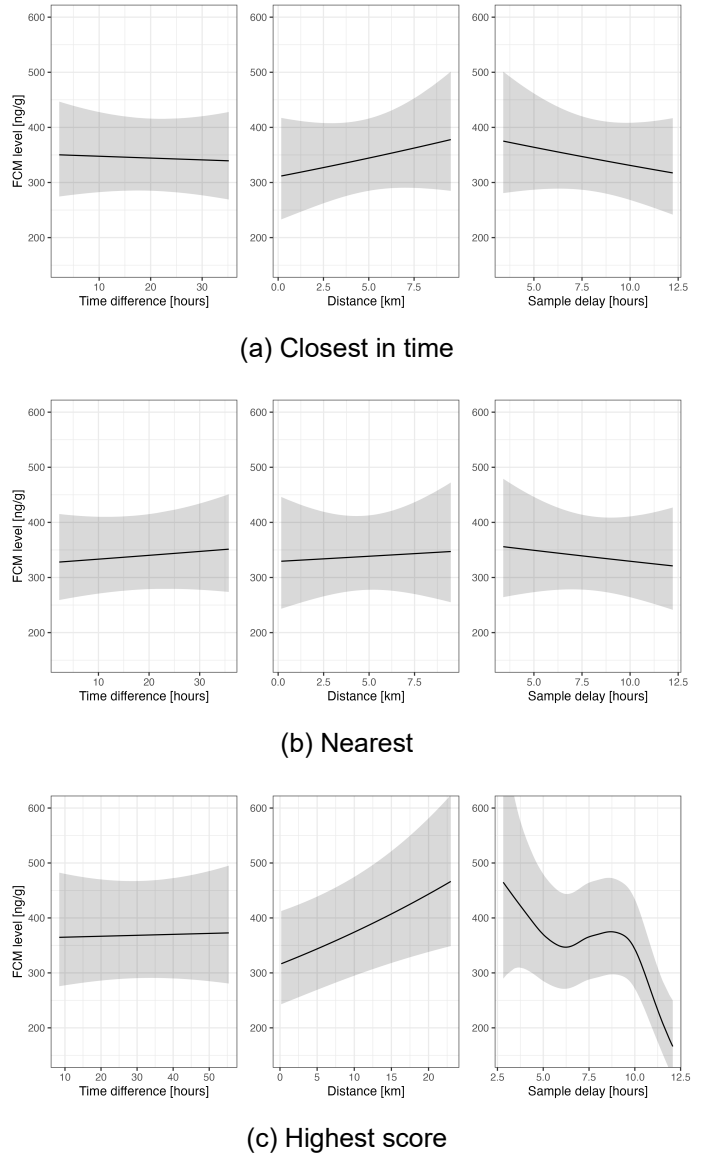 600
500
400
300
200
FCM level [ng/g]
10 20 30
Time difference [hours]
600
500
400
300
200
0.0 2.5 5.0 7.5
Distance [km]
600
500
400
300
200
5.0 7.5 10.0 12.5
Sample delay [hours]
(a) Closest in time
600
500
400
300
200
FCM level [ng/g]
10 20 30
Time difference [hours]
600
500
400
300
200
0.0 2.5 5.0 7.5
Distance [km]
600
500
400
300
200
5.0 7.5 10.0 12.5
Sample delay [hours]
(b) Nearest
600
500
400
300
200
FCM level [ng/g]
10 20 30 40 50
Time difference [hours]
600
500
400
300
200
0 5 10 15 20
Distance [km]
600
500
400
300
200
2.5 5.0 7.5 10.0 12.5
Sample delay [hours]
(c) Highest score